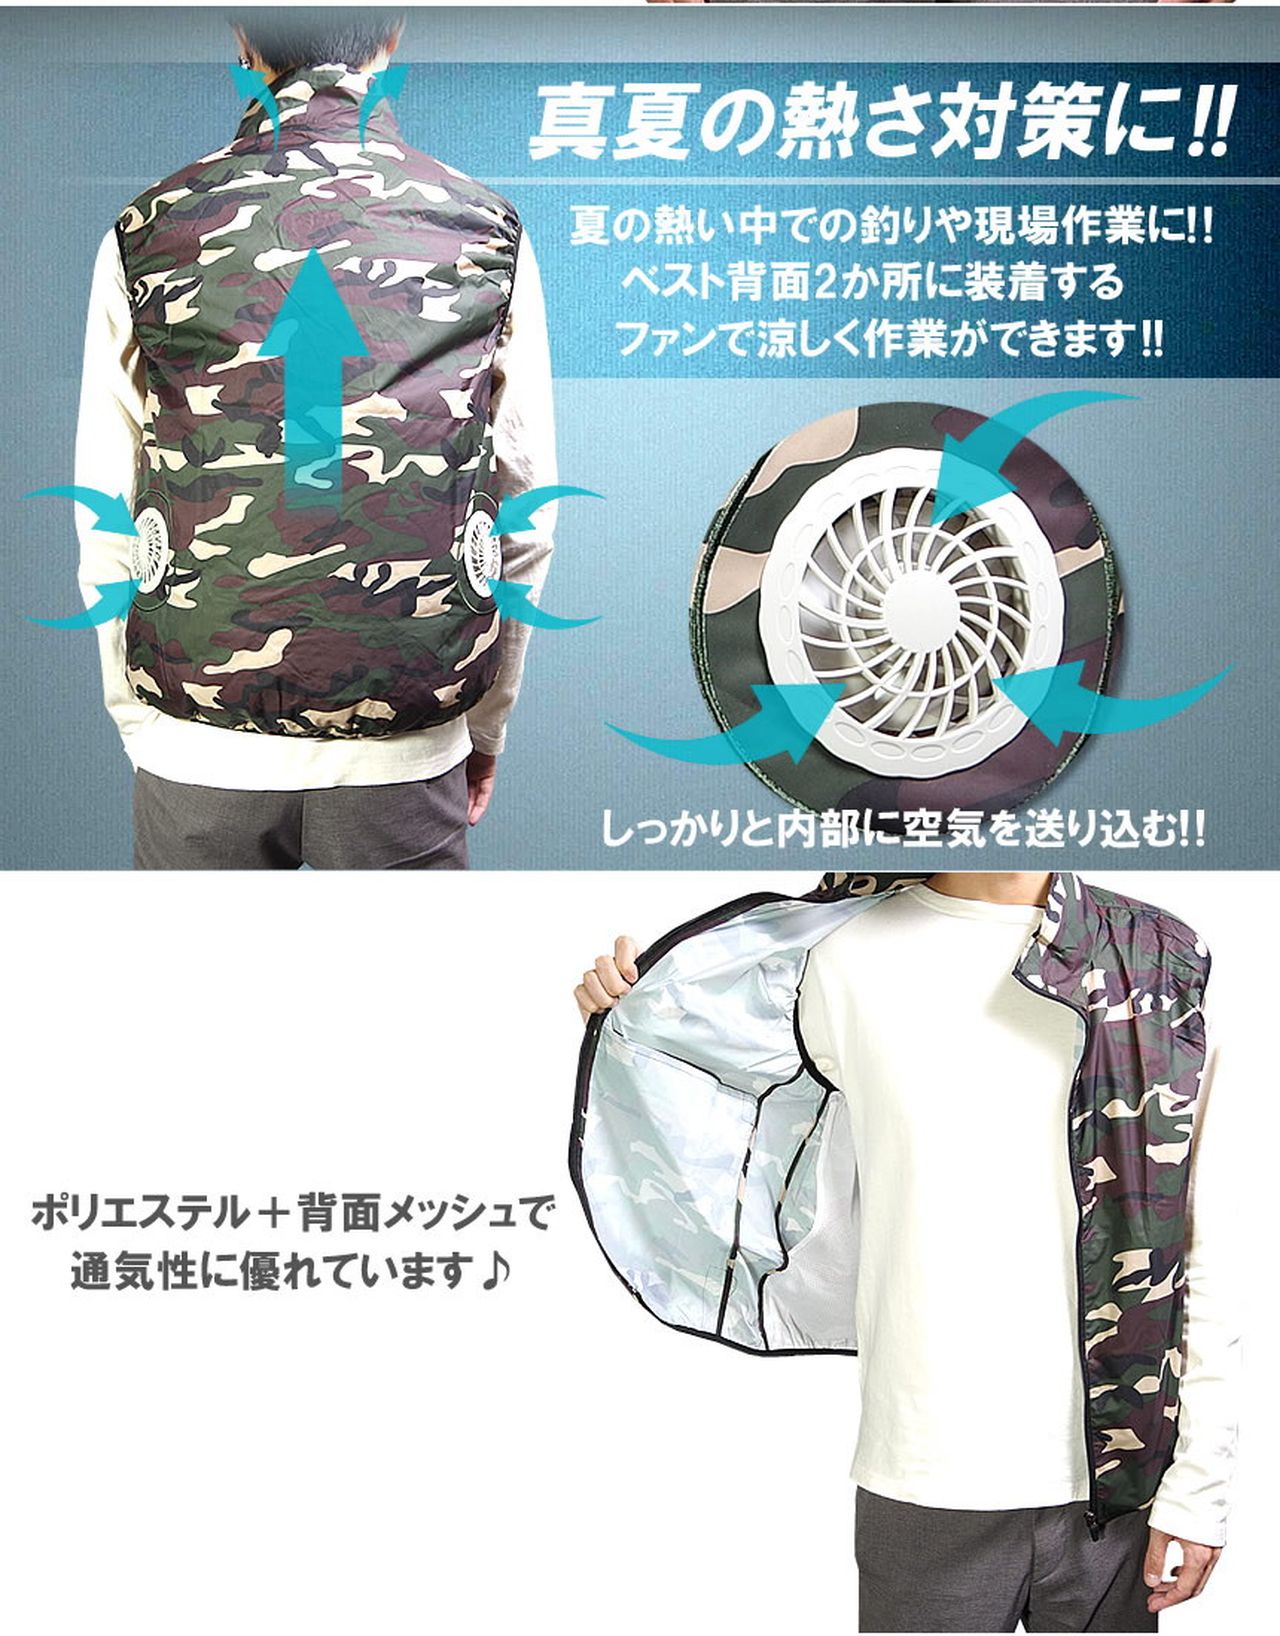 真夏の熱さ対策に!!
夏の熱い中での釣りや現場作業に!!
ベスト背面2か所に装着する
ファンで涼しく作業ができます!!
しっかりと内部に空気を送り込む!!
ポリエステル＋背面メッシュで
通気性に優れています♪